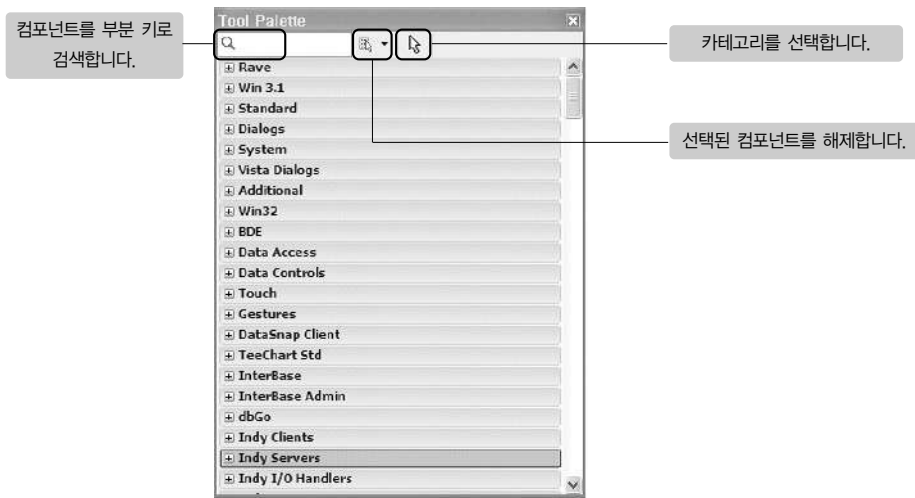 컴포넌트를 부분 키로
검색합니다.
Tool Palette
카테고리를 선택합니다.
선택된 컴포넌트를 해제합니다.
Rave
Win 3.1
Standard
Dialogs
System
Vista Dialogs
Additional
Win32
BDE
Data Access
Data Controls
Touch
Gestures
DataSnap Client
TeeChart Std
InterBase
InterBase Admin
dbGo
Indy Clients
Indy Servers
Indy I/O Handlers